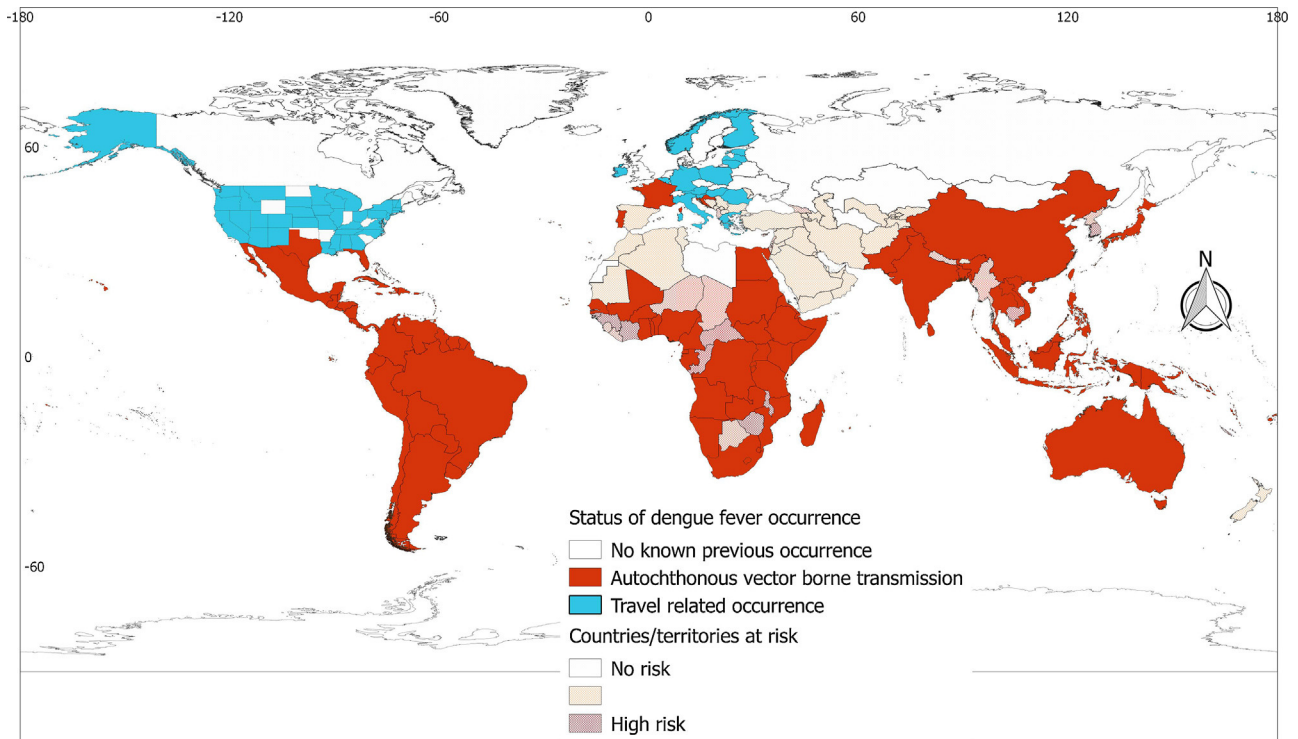 -180 -120 -60 0 60 120 180
60
N
0
Status of dengue fever occurrence
No known previous occurrence
-60
Autochthonous vector borne transmission
Travel related occurrence
Countries/territories at risk
No risk
High risk